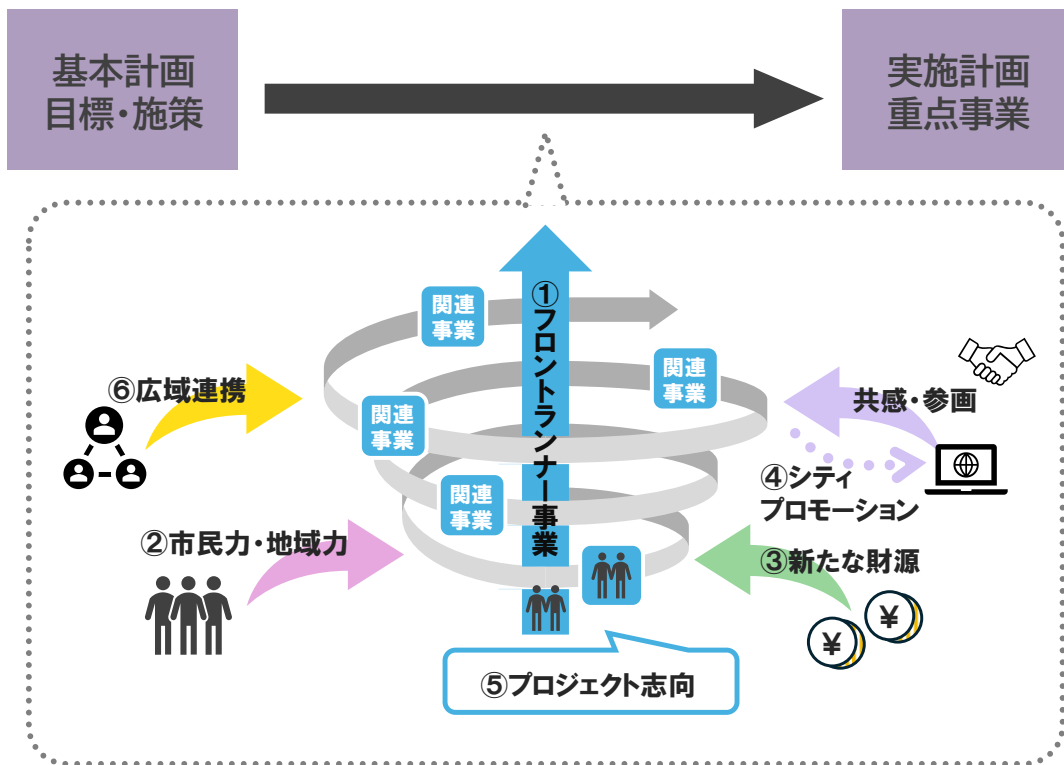 基本計画
目標・施策
実施計画
重点事業
①フロントランナー事業
関連
事業
関連
事業
関連
事業
関連
事業
⑥広域連携
共感・参画
④シティ
プロモーション
②市民力・地域力
③新たな財源
¥
¥
⑤プロジェクト志向